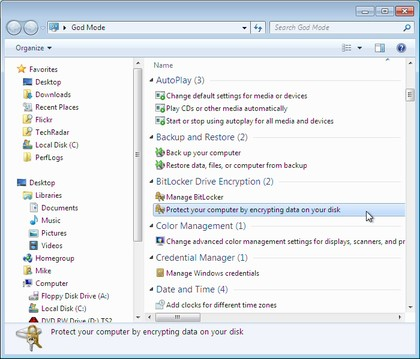 God Mode
Search God Mode
Organize
Name
Favorites
Desktop
Downloads
Recent Places
Flickr
TechRadar
Local Disk (C:)
PerfLogs
Desktop
Libraries
Documents
Music
Pictures
Videos
Homegroup
Mike
Computer
Floppy Disk Drive (A:)
Local Disk (C:)
DVD RW Drive (D:) TS2
AutoPlay (3)
Change default settings for media or devices
Play CDs or other media automatically
Start or stop using autoplay for all media and devices
Backup and Restore (2)
Back up your computer
Restore data, files, or computer from backup
BitLocker Drive Encryption (2)
Manage BitLocker
Protect your computer by encrypting data on your disk
Color Management (1)
Change advanced color management settings for displays, scanners, and pr
Credential Manager (1)
Manage Windows credentials
Date and Time (4)
Add clocks for different time zones
Protect your computer by encrypting data on your disk